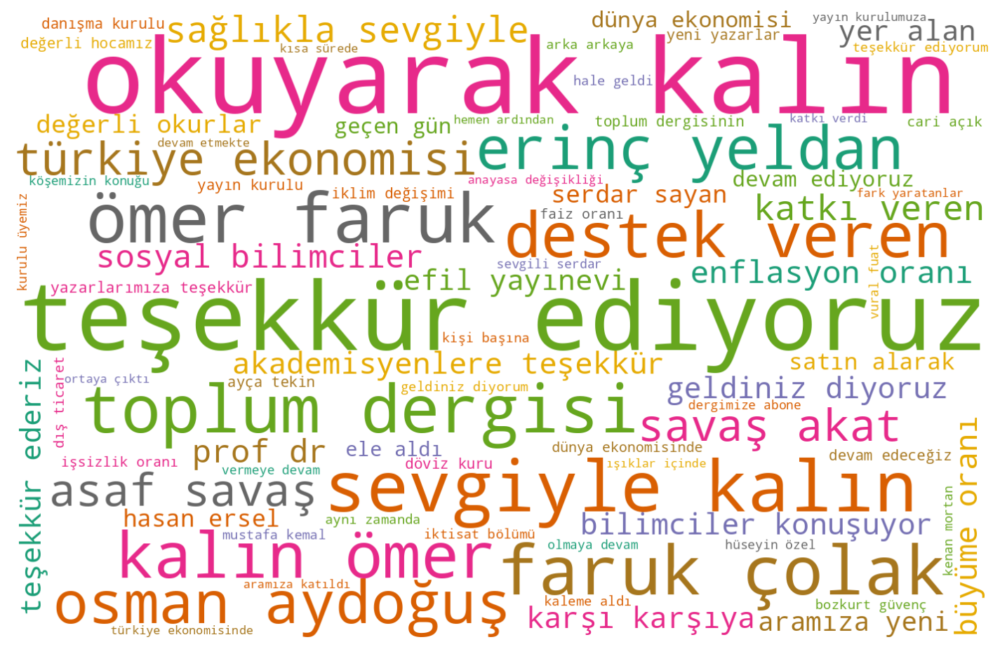 danışma kurulu
sağlıkla sevgiyle
dünya ekonomisi
yayın kurulumuza
yer alan
değerli hocamız
kısa sürede
arka arkaya
yeni yazarlar
teşekkür ediyorum
okuyarak kalın
hale geldi
değerli okurlar
geçen gün
hemen ardından
toplum dergisinin
katkı verdi
cari açık
devam etmekte
türkiye ekonomisi
erinç yeldan
köşemizin konuğu
yayın kurulu
iklim değişimi
anayasa değişikliği
devam ediyoruz
serdar sayan
fark yaratanlar
kurulu üyemiz
ömer faruk
faiz oranı
katkı veren
destek veren
sosyal bilimciler
sevgili serdar
enflasyon oranı
vural fuat
yazarlarımıza teşekkür
efil yayınevi
teşekkür ediyoruz
kişi başına
akademisyenlere teşekkür
satın alarak
teşekkür ederiz
dış ticaret
ortaya çıktı
ayça tekin
geldiniz diyorum
geldiniz diyoruz
toplum dergisi
dergimize abone
savaş akat
prof dr
ele aldı
dünya ekonomisinde
devam edeceğiz
büyüme oranı
işsizlik oranı
vermeye devam
döviz kuru
ışıklar içinde
asaf savaş
sevgiyle kalın
kenan mortan
hasan ersel
aynı zamanda
bilimciler konuşuyor
mustafa kemal
iktisat bölümü
olmaya devam
hüseyin özel
kalın ömer
faruk çolak
aramıza katıldı
osman aydoğuş
kaleme aldı
bozkurt güvenç
karşı karşıya
aramıza yeni
türkiye ekonomisinde